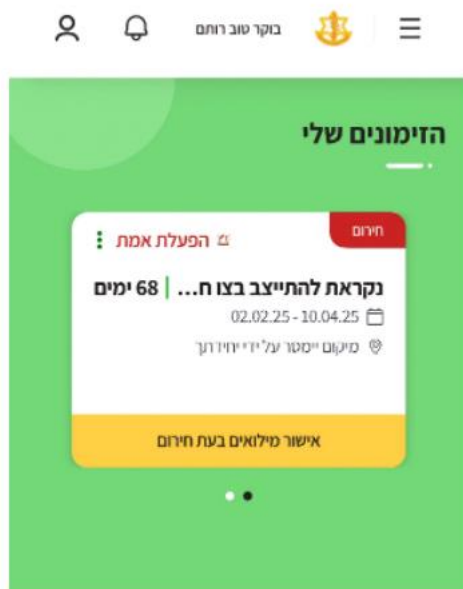 בוקר טוב רותם
הזימונים שלי
חירום
הפעלת אמת
נקראת להתייצב בצו ח... | 68 ימים
02.02.25 - 10.04.25
מיקום יימסר על ידי יחידתך
אישור מילואים בעת חירום